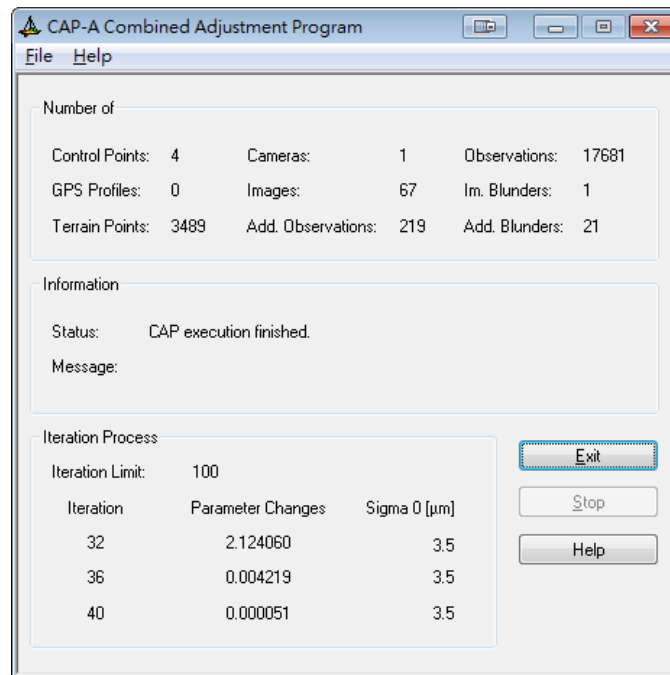 CAP-A Combined Adjustment Program
File Help
Number of
Control Points: 4 Cameras: 1 Observations: 17681
GPS Profiles: 0 Images: 67 Im. Blunders: 1
Terrain Points: 3489 Add. Observations: 219 Add. Blunders: 21
Information
Status: CAP execution finished.
Message:
Iteration Process
Iteration Limit: 100
Iteration Parameter Changes Sigma 0 [µm]
32 2.124060 3.5
36 0.004219 3.5
40 0.000051 3.5
Exit
Stop
Help